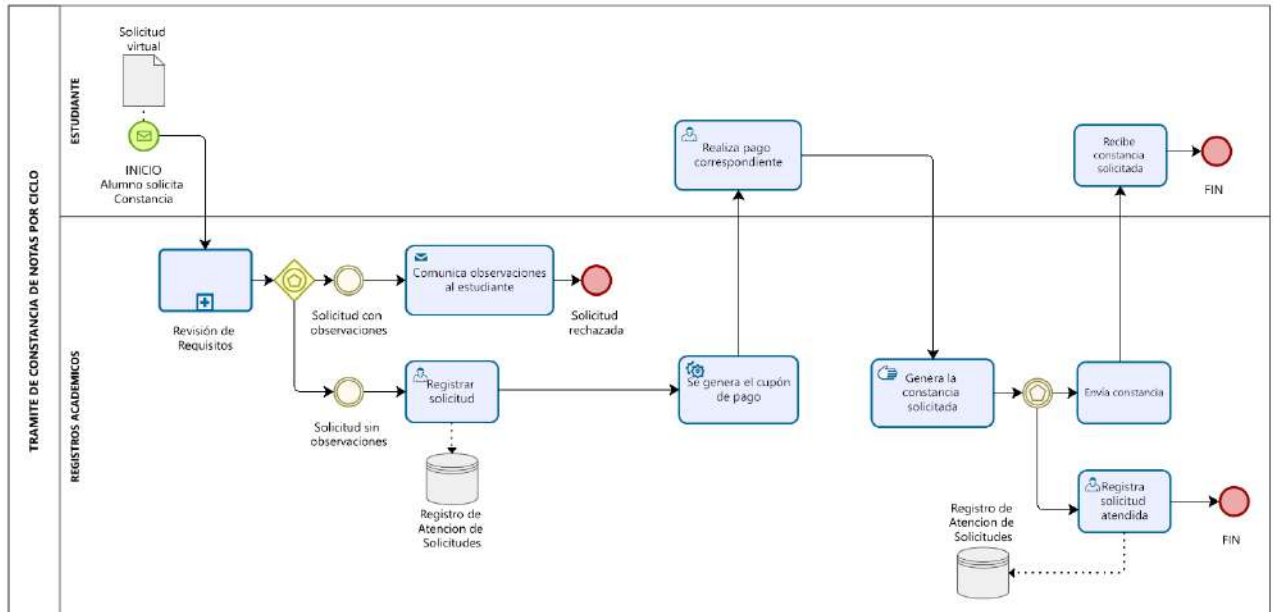 TRAMITE DE CONSTANCIA DE NOTAS POR CICLO
ESTUDIANTE
Solicitud
virtual
INICIO
Alumno solicita
Constancia
Realiza pago
correspondiente
Recibe
constancia
solicitada
FIN
REGISTROS ACADEMICOS
Revisión de
Requisitos
Solicitud con
observaciones
Comunica observaciones
al estudiante
Solicitud
rechazada
Solicitud sin
observaciones
Registrar
solicitud
Registro de
Atencion de
Solicitudes
Se genera el cupón
de pago
Genera la
constancia
solicitada
Envía constancia
Registra
solicitud
atendida
FIN
Registro de
Atencion de
Solicitudes